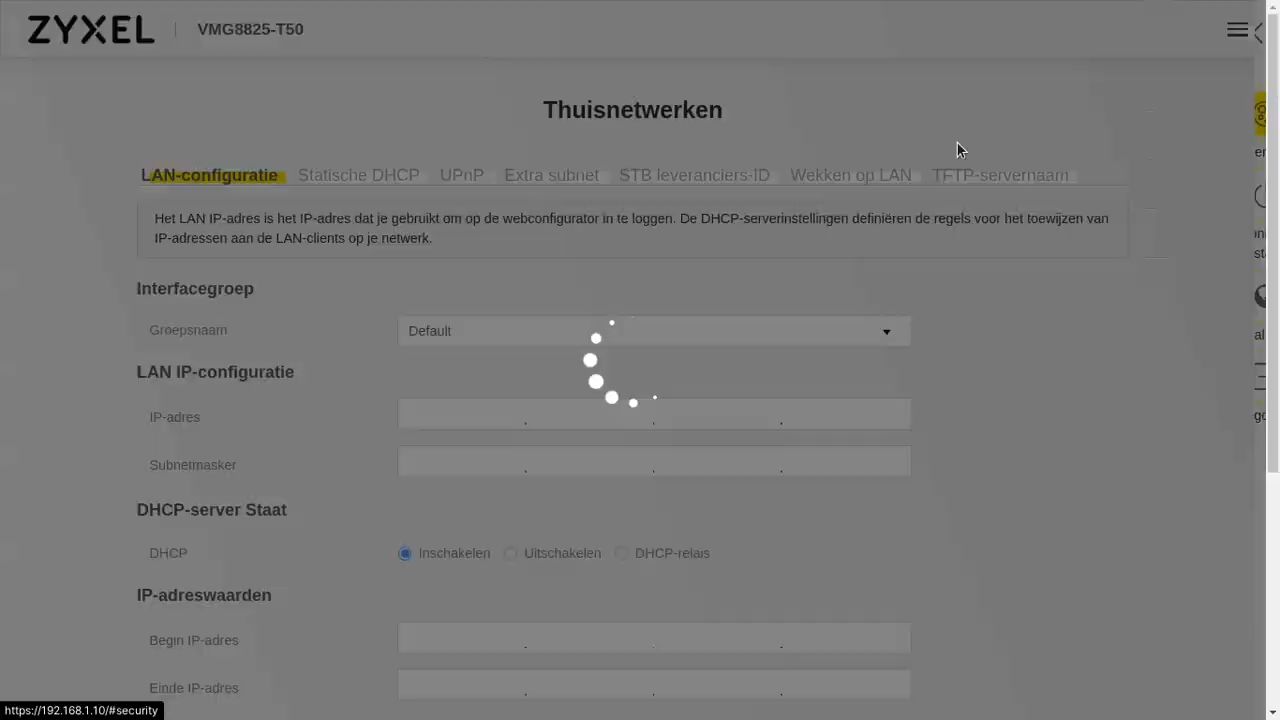 ZYXEL
VMG8825-T50
Thuisnetwerken
LAN-configuratie Statische DHCP UPnP Extra subnet STB leveranciers-ID Wekken op LAN TFTP-servernaam
Het LAN IP-adres is het IP-adres dat je gebruikt om op de webconfigurator in te loggen. De DHCP-serverinstellingen definiëren de regels voor het toewijzen van
IP-adressen aan de LAN-clients op je netwerk.
Interfacegroep
Groepsnaam Default
LAN IP-configuratie
IP-adres . . .
Subnetmasker . . .
DHCP-server Staat
DHCP Inschakelen Uitschakelen DHCP-relais
IP-adreswaarden
Begin IP-adres . . .
Einde IP-adres . . .
https://192.168.1.10/#security